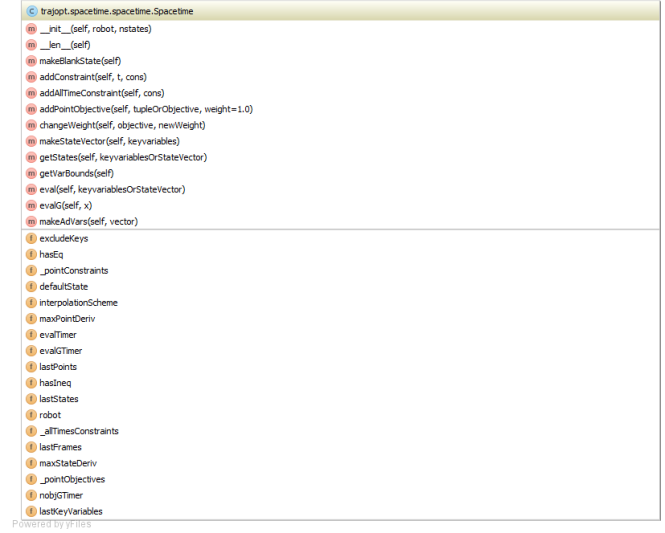 C trajopt.spacetime.spacetime.Spacetime
m __init__(self, robot, nstates)
m __len__(self)
m makeBlankState(self)
m addConstraint(self, t, cons)
m addAllTimeConstraint(self, cons)
m addPointObjective(self, tupleOrObjective, weight=1.0)
m changeWeight(self, objective, newWeight)
m makeStateVector(self, keyvariables)
m getStates(self, keyvariablesOrStateVector)
m getVarBounds(self)
m eval(self, keyvariablesOrStateVector)
m evalG(self, x)
m makeAdVars(self, vector)
f excludeKeys
f hasEq
f _pointConstraints
f defaultState
f interpolationScheme
f maxPointDeriv
f evalTimer
f evalGTimer
f lastPoints
f hasIneq
f lastStates
f robot
f _allTimesConstraints
f lastFrames
f maxStateDeriv
f _pointObjectives
f nobjGTimer
f lastKeyVariables
Powered by yFiles